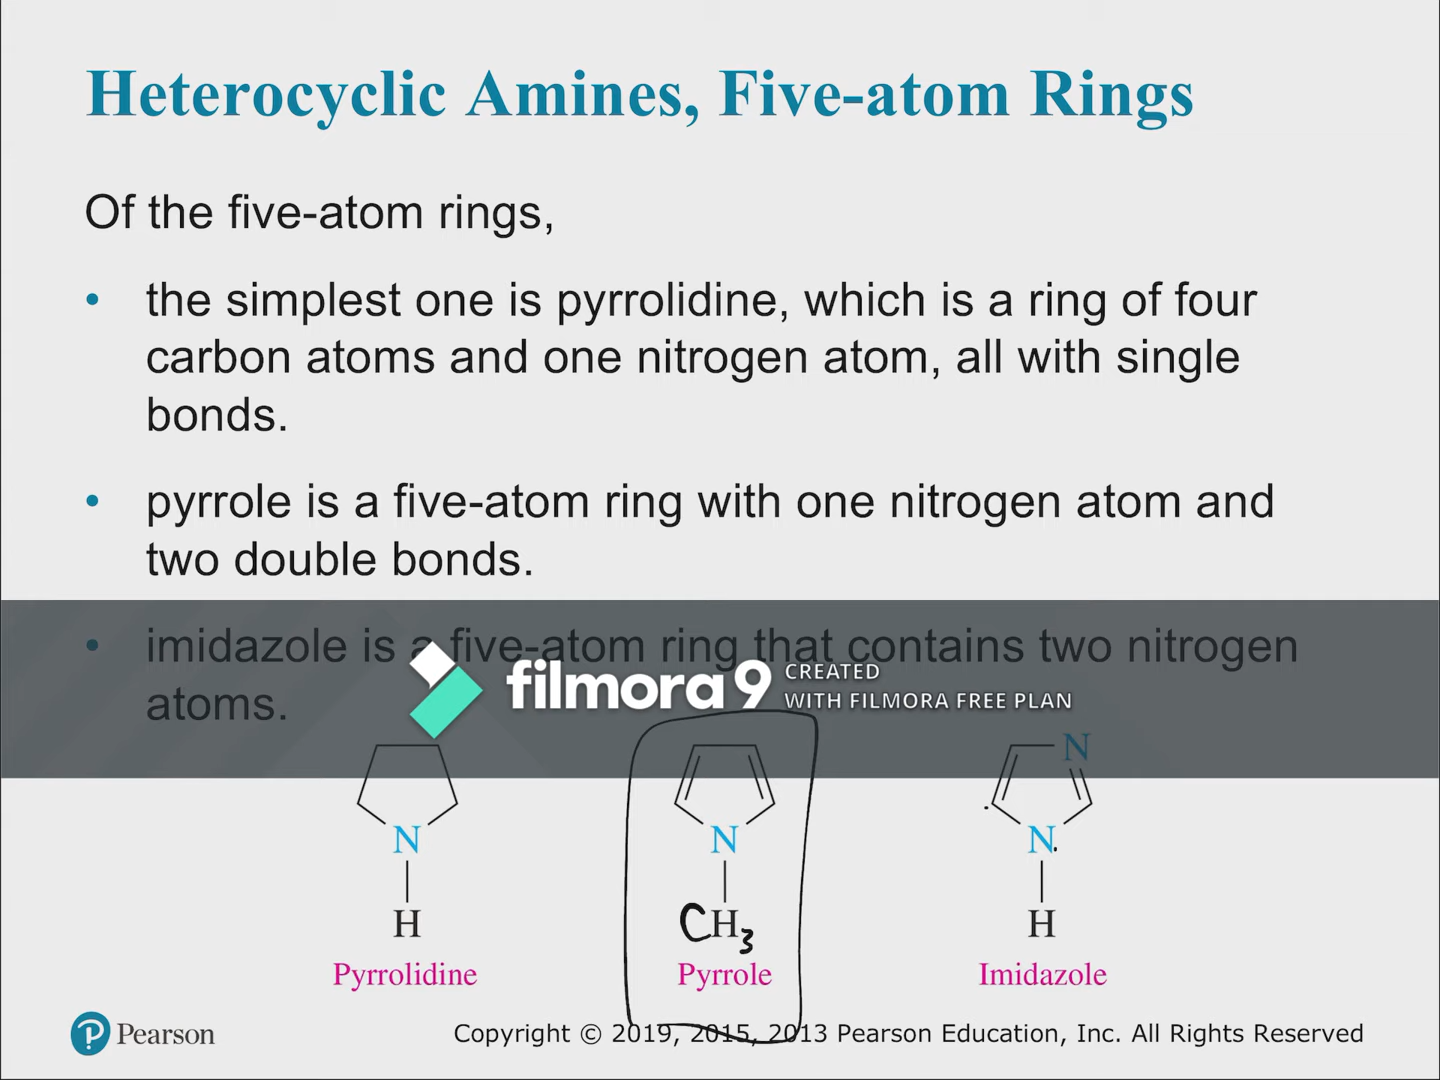 Heterocyclic Amines, Five-atom Rings
Of the five-atom rings,
• the simplest one is pyrrolidine, which is a ring of four
carbon atoms and one nitrogen atom, all with single
bonds.
• pyrrole is a five-atom ring with one nitrogen atom and
two double bonds.
• imidazole is a five-atom ring that contains two nitrogen
atoms.
filmora9 CREATED
WITH FILMORA FREE PLAN
N
N N N
H CH3 H
Pyrrolidine Pyrrole Imidazole
Pearson Copyright © 2019, 2015, 2013 Pearson Education, Inc. All Rights Reserved